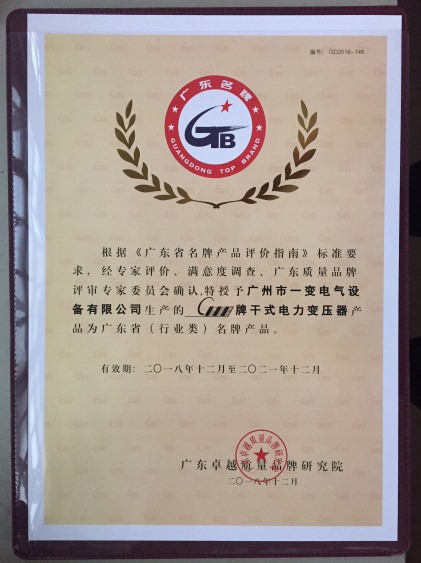 编号：GD2018-148
广东名牌
GTB
GUANGDONG TOP BRAND
根据《广东省名牌产品评价指南》标准要
求，经专家评价、满意度调查、广东质量品牌
评审专家委员会确认,特授予广州市一变电气设
备有限公司生产的牌干式电力变压器产
品为广东省（行业类）名牌产品。
有效期：二〇一八年十二月至二〇二一年十二月
广东卓越质量品牌研究院
二〇一八年十二月